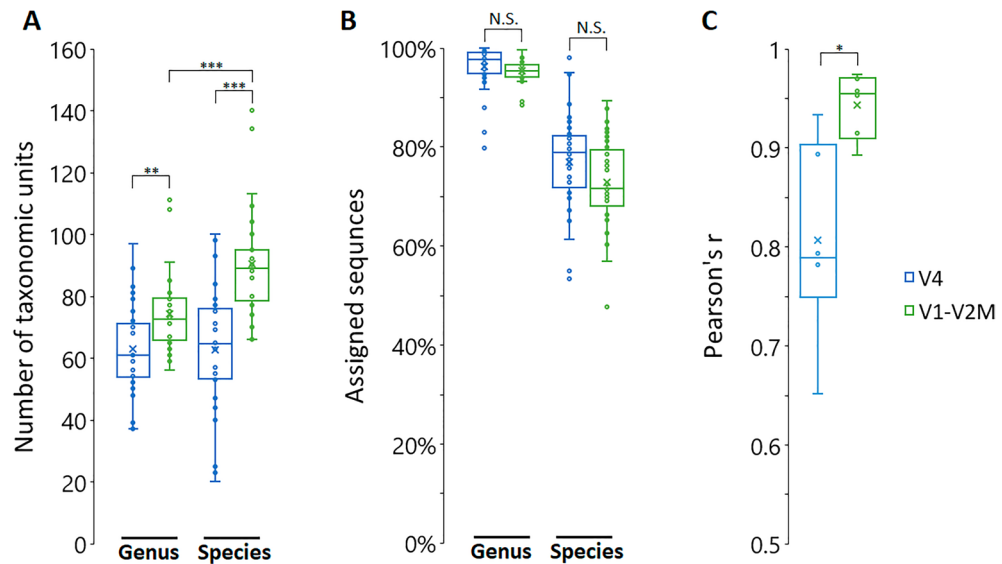 A
Number of taxonomic units
160
140
120
100
80
60
40
20
0
***
***
**
Genus
Species
B
Assigned sequnces
100%
80%
60%
40%
20%
0%
N.S.
N.S.
Genus
Species
C
Pearson's r
1
0.9
0.8
0.7
0.6
0.5
*
V4
V1-V2M